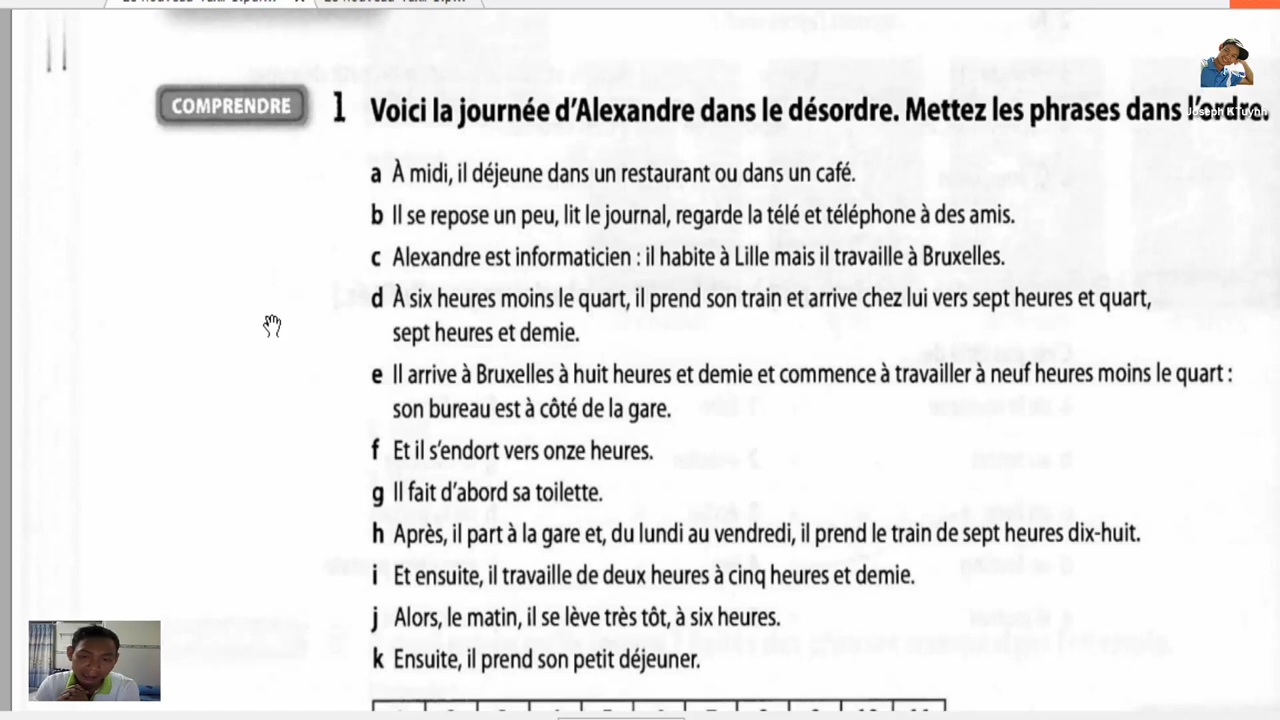 COMPRENDRE 1 Voici la journée d'Alexandre dans le désordre. Mettez les phrases dans l'ordre.
Joseph KTuynh
a À midi, il déjeune dans un restaurant ou dans un café.
b Il se repose un peu, lit le journal, regarde la télé et téléphone à des amis.
c Alexandre est informaticien : il habite à Lille mais il travaille à Bruxelles.
d À six heures moins le quart, il prend son train et arrive chez lui vers sept heures et quart,
sept heures et demie.
e Il arrive à Bruxelles à huit heures et demie et commence à travailler à neuf heures moins le quart :
son bureau est à côté de la gare.
f Et il s'endort vers onze heures.
g Il fait d'abord sa toilette.
h Après, il part à la gare et, du lundi au vendredi, il prend le train de sept heures dix-huit.
i Et ensuite, il travaille de deux heures à cinq heures et demie.
j Alors, le matin, il se lève très tôt, à six heures.
k Ensuite, il prend son petit déjeuner.